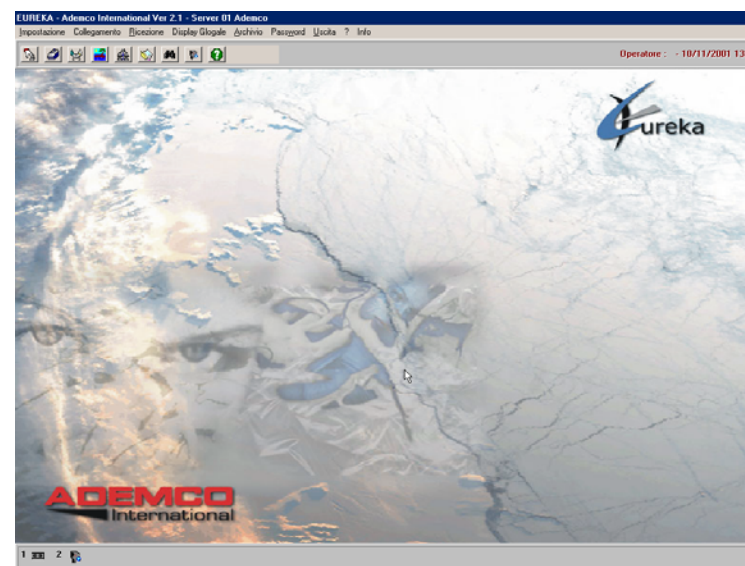 EUREKA - Ademco International Ver 2.1 - Server 01 Ademco
Impostazione Collegamento Ricezione Display Glogale Archivio Password Uscita ? Info
Operatore : - 10/11/2001 13
Eureka
ADEMCO
International
1 2